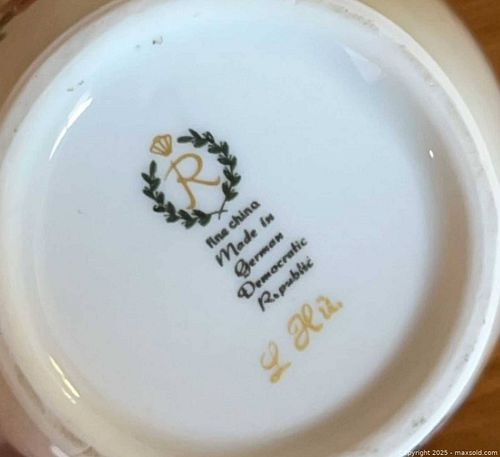 R
fine china
Made in
German
Democratic
Republic
L Hü.
Copyright 2025 - maxsold.com